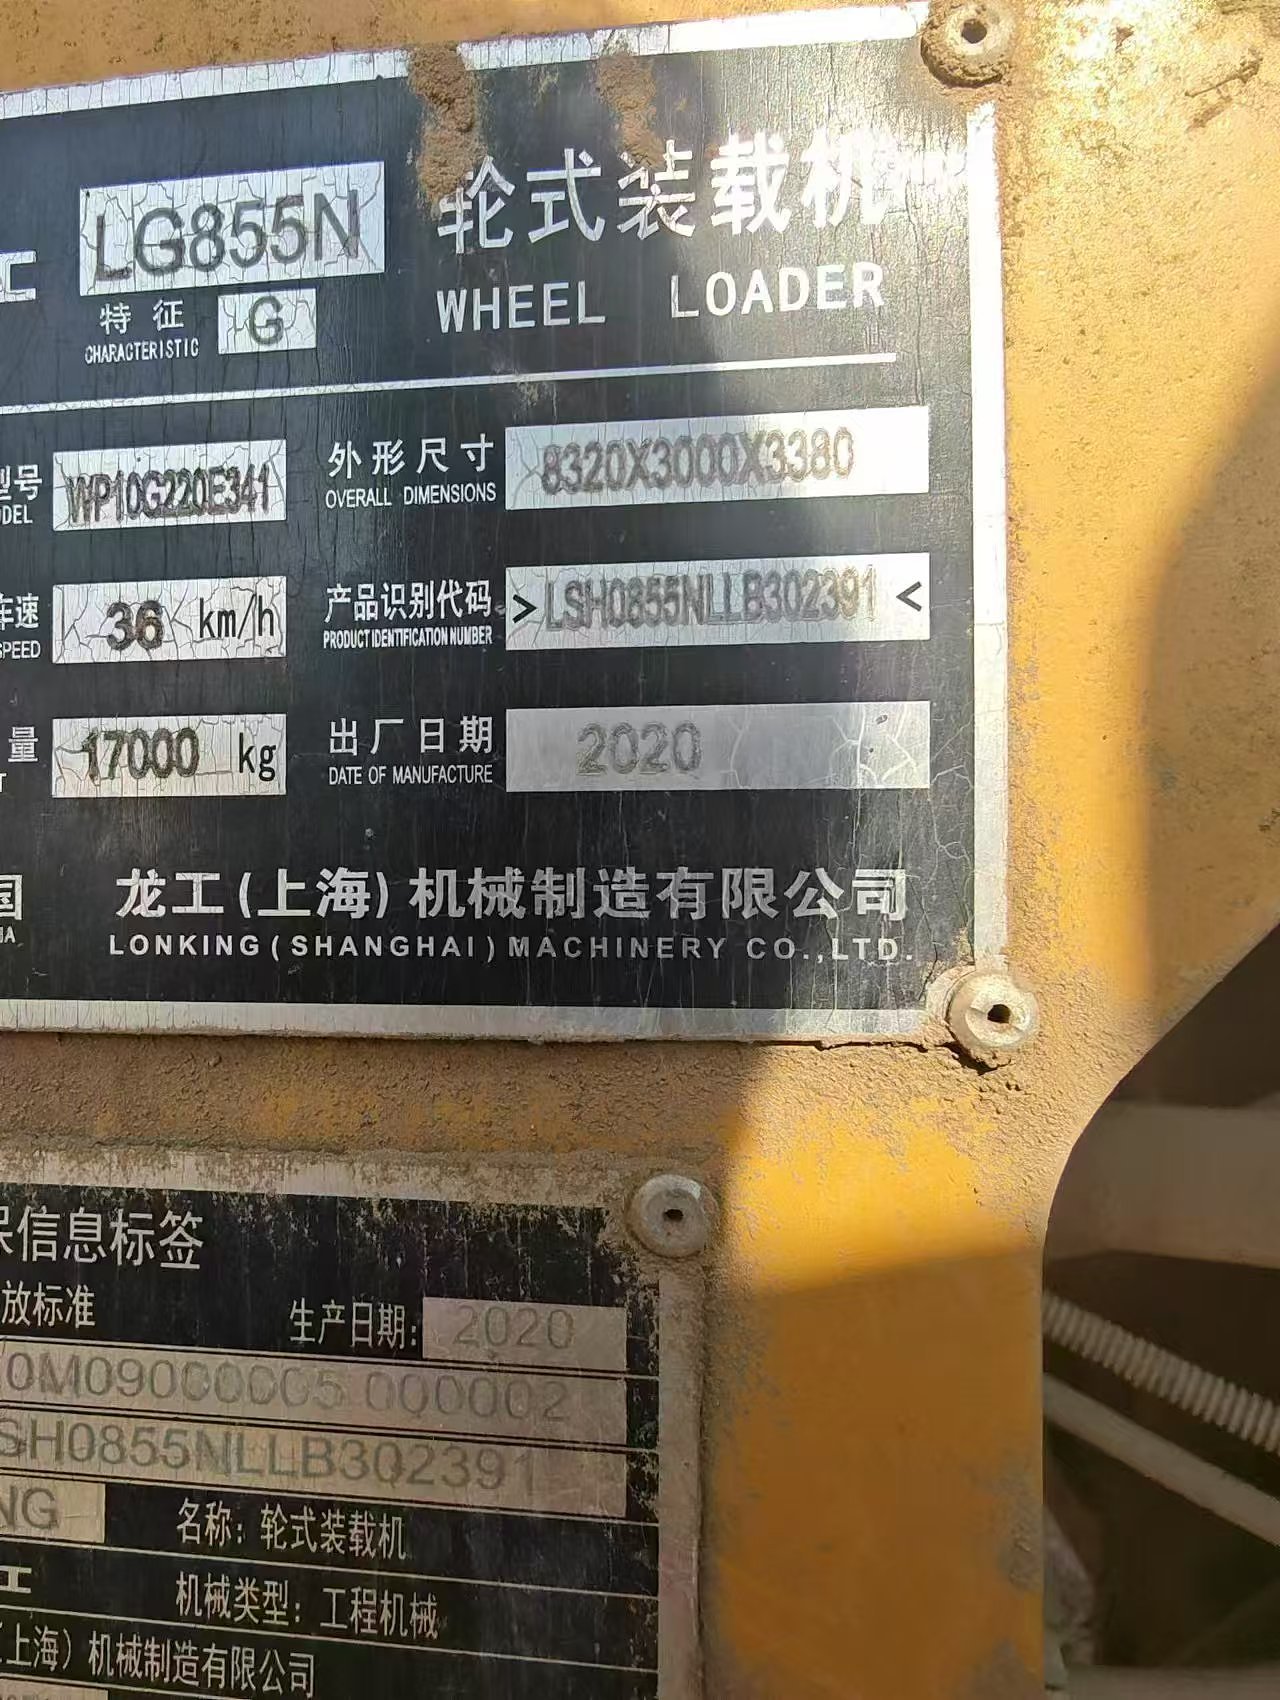 工 LG855N 轮式装载机
特征 G
CHARACTERISTIC
WHEEL LOADER
型号 WP10G220E341 外形尺寸 8320X3000X3380
OVERALL DIMENSIONS
车速 36 km/h 产品识别代码 >LSH0855NLLB302391<
SPEED PRODUCT IDENTIFICATION NUMBER
量 17000 kg 出厂日期 2020
DATE OF MANUFACTURE
国 龙工(上海)机械制造有限公司
LONKING (SHANGHAI) MACHINERY CO.,LTD.
保信息标签
放标准 生产日期: 2020
0M09000005 000002
SH0855NLLB302391
NG 名称: 轮式装载机
工 机械类型: 工程机械
(上海)机械制造有限公司